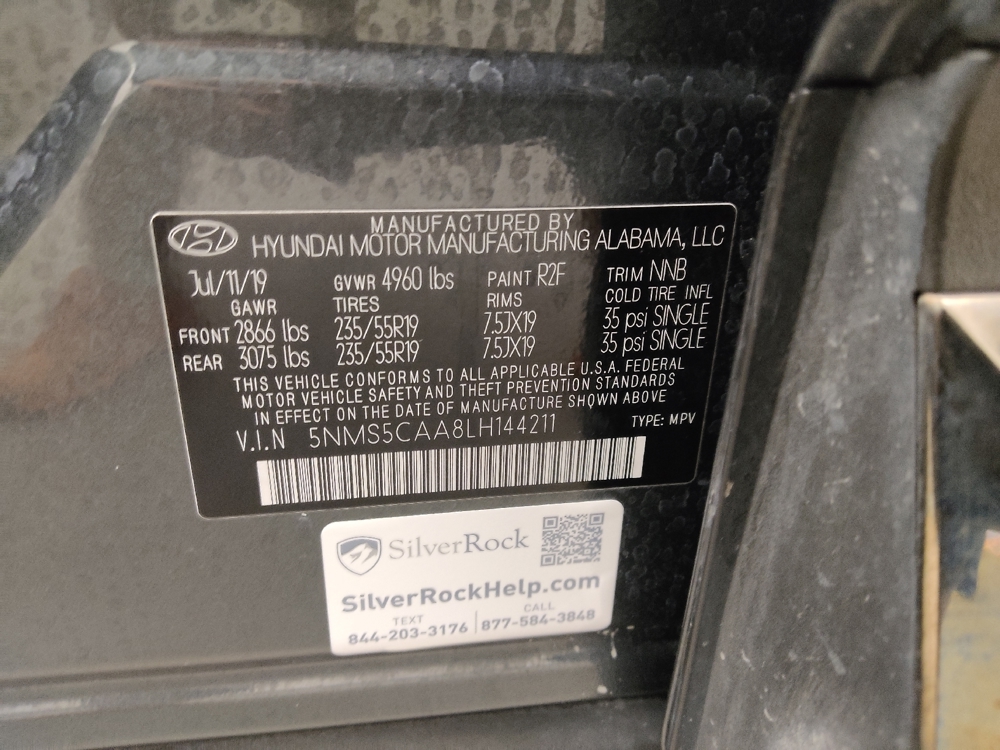 MANUFACTURED BY
HYUNDAI MOTOR MANUFACTURING ALABAMA, LLC
Jul/11/19 GVWR 4960 lbs PAINT R2F TRIM NNB
GAWR TIRES RIMS COLD TIRE INFL
FRONT 2866 lbs 235/55R19 7.5JX19 35 psi SINGLE
REAR 3075 lbs 235/55R19 7.5JX19 35 psi SINGLE
THIS VEHICLE CONFORMS TO ALL APPLICABLE U.S.A. FEDERAL
MOTOR VEHICLE SAFETY AND THEFT PREVENTION STANDARDS
IN EFFECT ON THE DATE OF MANUFACTURE SHOWN ABOVE
V.I.N 5NMS5CAA8LH144211 TYPE: MPV
SilverRock
SilverRockHelp.com
TEXT CALL
844-203-3176 877-584-3848